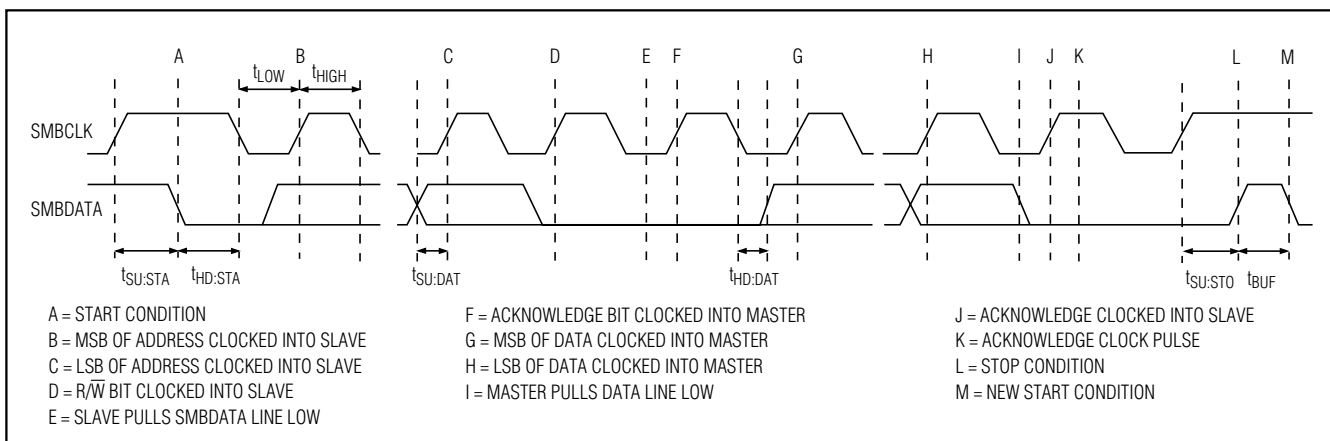 A B C D E F G H I J K L M
tLOW tHIGH
SMBCLK
SMBDATA
tSU:STA tHD:STA tSU:DAT tHD:DAT tSU:STO tBUF
A = START CONDITION
B = MSB OF ADDRESS CLOCKED INTO SLAVE
C = LSB OF ADDRESS CLOCKED INTO SLAVE
D = R/W̅ BIT CLOCKED INTO SLAVE
E = SLAVE PULLS SMBDATA LINE LOW
F = ACKNOWLEDGE BIT CLOCKED INTO MASTER
G = MSB OF DATA CLOCKED INTO MASTER
H = LSB OF DATA CLOCKED INTO MASTER
I = MASTER PULLS DATA LINE LOW
J = ACKNOWLEDGE CLOCKED INTO SLAVE
K = ACKNOWLEDGE CLOCK PULSE
L = STOP CONDITION
M = NEW START CONDITION